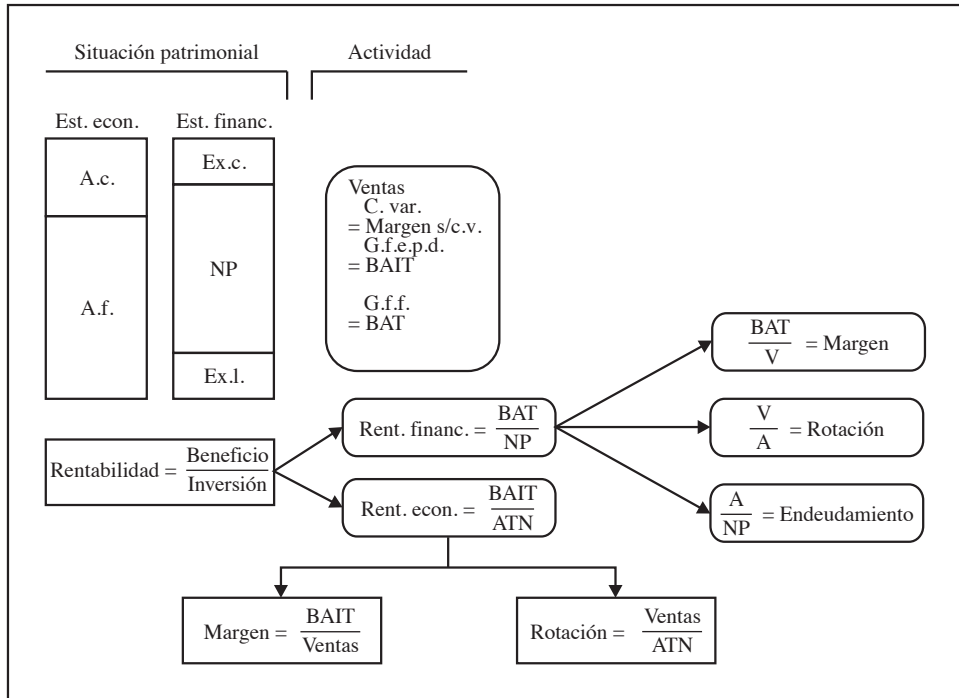 Situación patrimonial
Actividad
Est. econ.
Est. financ.
A.c.
A.f.
Ex.c.
NP
Ex.l.
Ventas
C. var.
= Margen s/c.v.
G.f.e.p.d.
= BAIT
G.f.f.
= BAT
Rentabilidad = Beneficio
Inversión
Rent. financ. = BAT
NP
Rent. econ. = BAIT
ATN
BAT
V = Margen
V
A = Rotación
A
NP = Endeudamiento
Margen = BAIT
Ventas
Rotación = Ventas
ATN